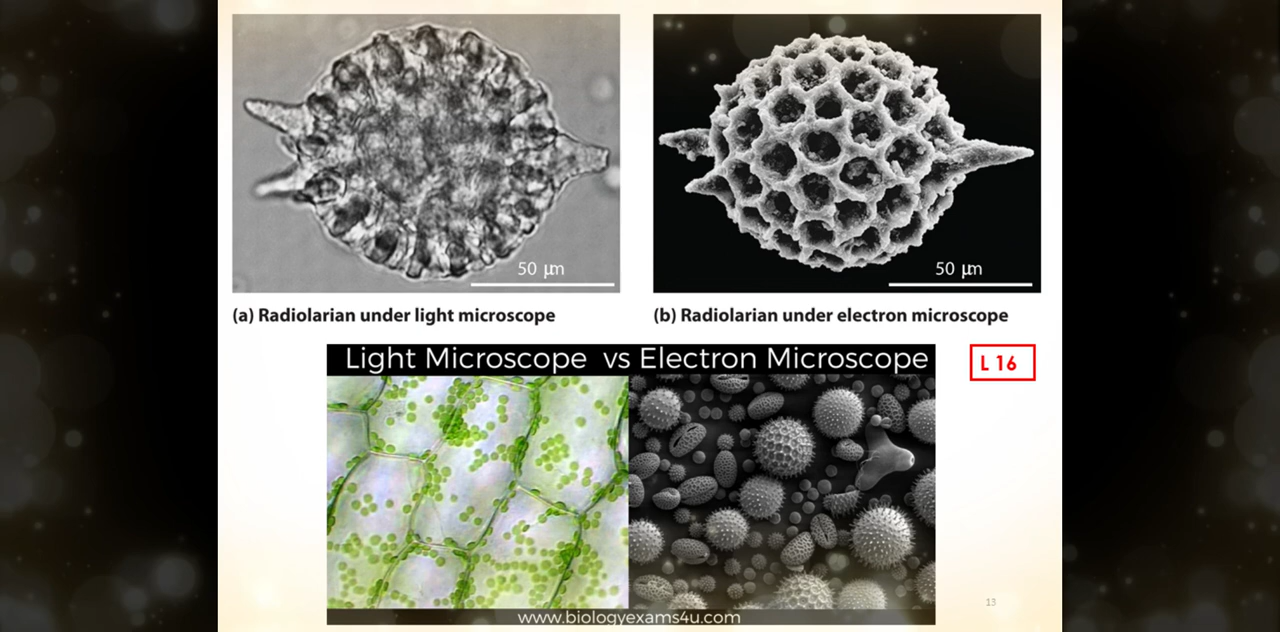 50 μm
50 μm
(a) Radiolarian under light microscope
(b) Radiolarian under electron microscope
Light Microscope vs Electron Microscope
L 16
13
www.biologyexams4u.com